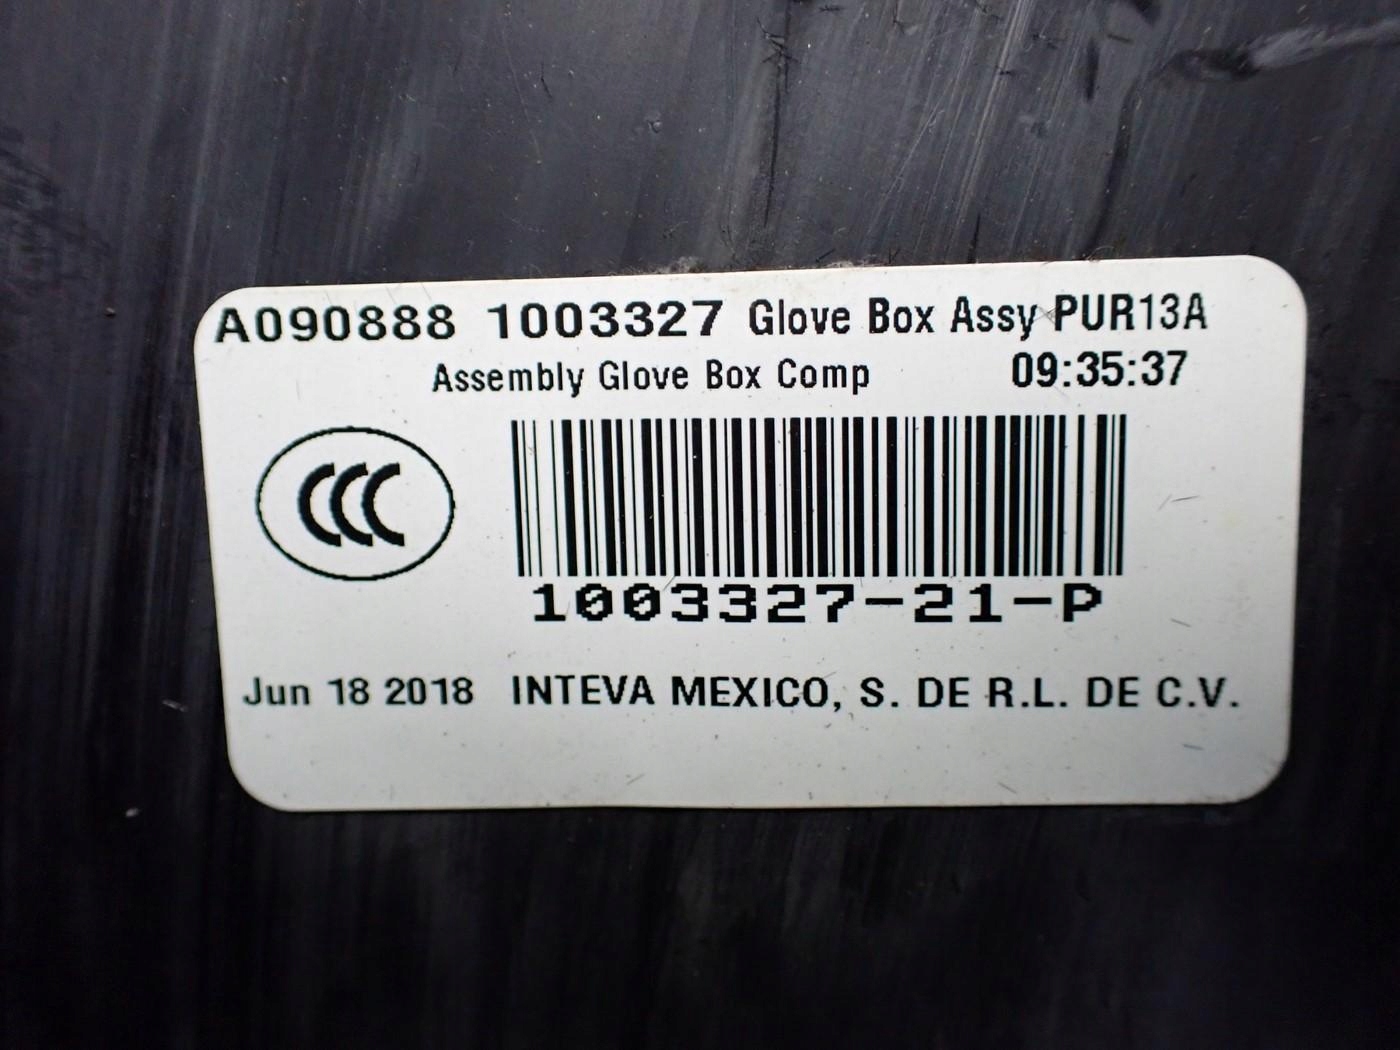 A090888 1003327 Glove Box Assy PUR13A
Assembly Glove Box Comp 09:35:37
CCC
1003327-21-P
Jun 18 2018 INTEVA MEXICO, S. DE R.L. DE C.V.